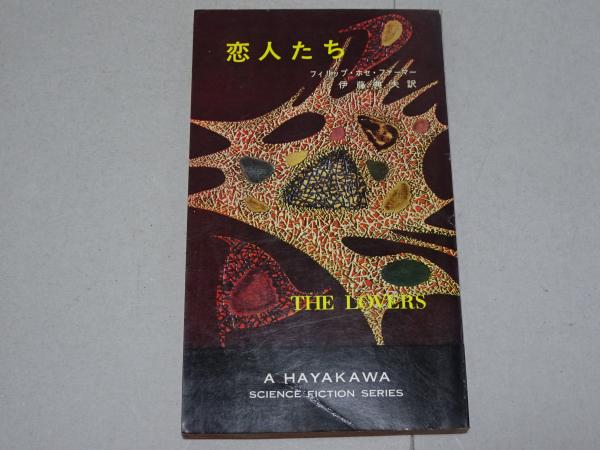 恋人たち
フィリップ・ホセ・ファーマー
伊藤典夫訳
THE LOVERS
A HAYAKAWA
SCIENCE FICTION SERIES